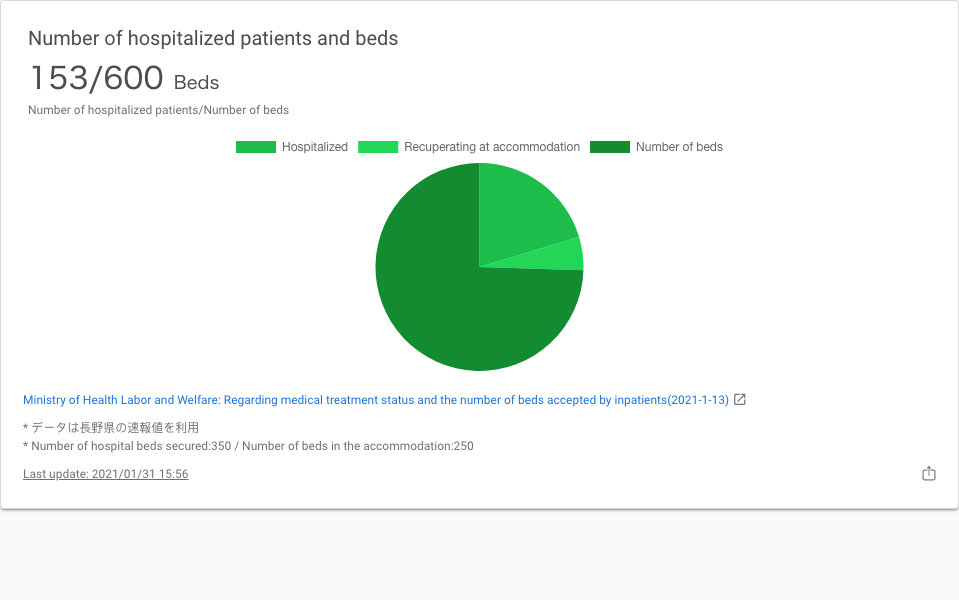 Number of hospitalized patients and beds
153/600 Beds
Number of hospitalized patients/Number of beds
Hospitalized Recuperating at accommodation Number of beds
Ministry of Health Labor and Welfare: Regarding medical treatment status and the number of beds accepted by inpatients(2021-1-13)
* データは長野県の速報値を利用
* Number of hospital beds secured:350 / Number of beds in the accommodation:250
Last update: 2021/01/31 15:56